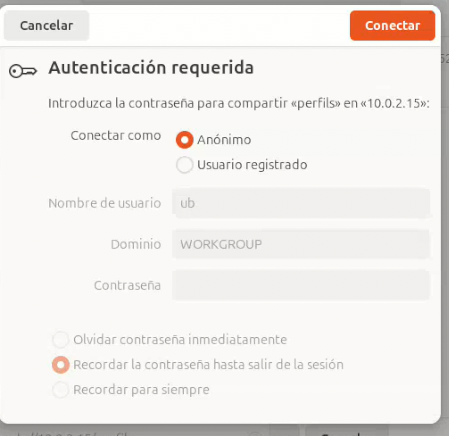 Cancelar
Conectar
Autenticación requerida
Introduzca la contraseña para compartir «perfils» en «10.0.2.15»:
Conectar como
Anónimo
Usuario registrado
Nombre de usuario ub
Dominio WORKGROUP
Contraseña
Olvidar contraseña inmediatamente
Recordar la contraseña hasta salir de la sesión
Recordar para siempre